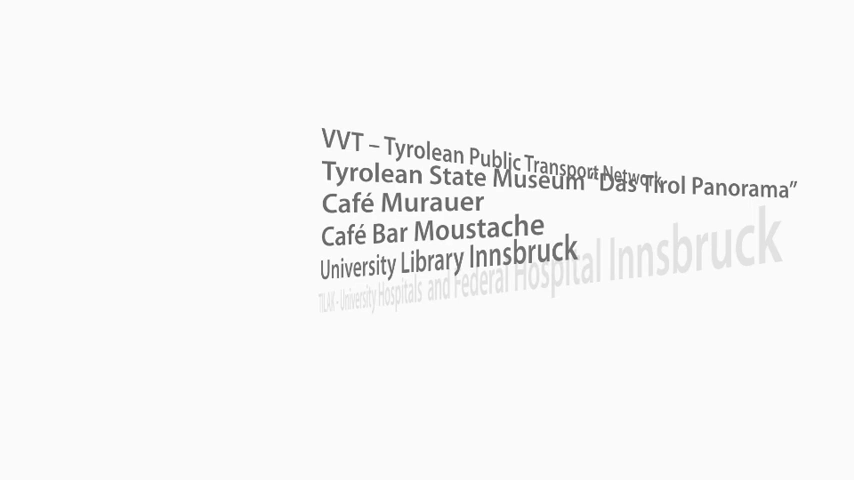 VVT – Tyrolean Public Transport Network
Tyrolean State Museum “Das Tirol Panorama”
Café Murauer
Café Bar Moustache
University Library Innsbruck
TILAK - University Hospitals and Federal Hospital Innsbruck